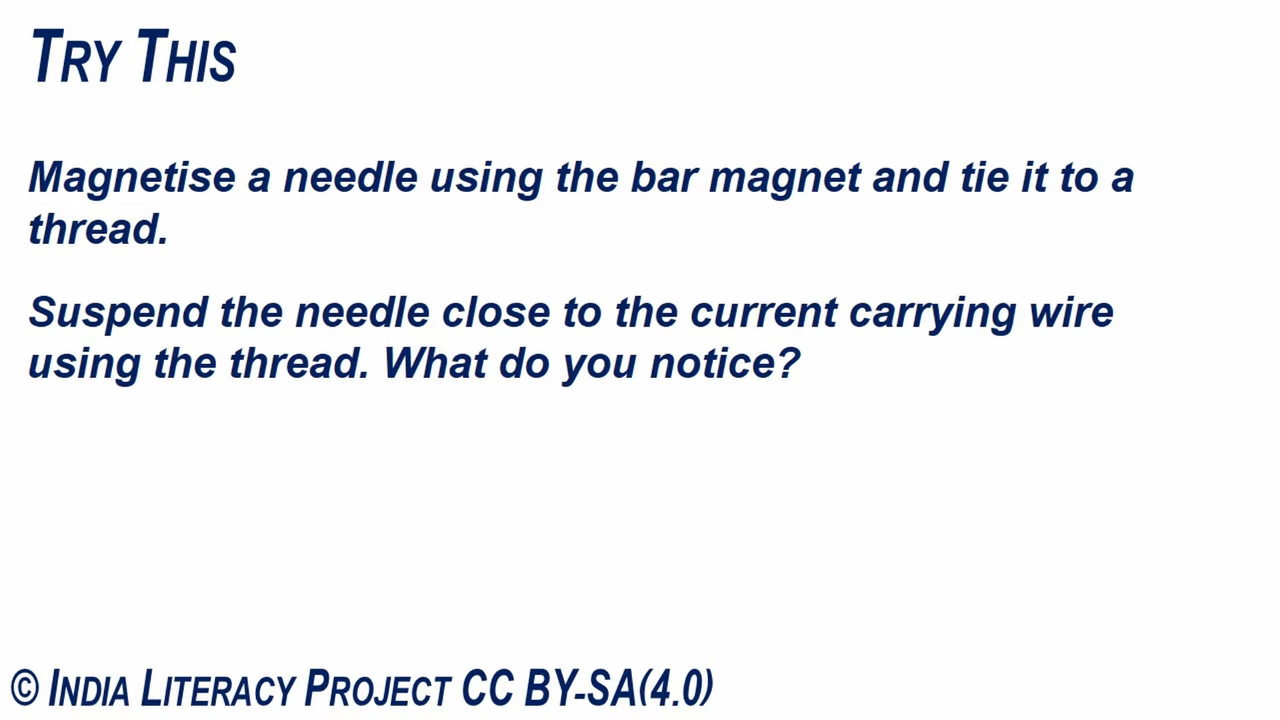 TRY THIS
Magnetise a needle using the bar magnet and tie it to a
thread.
Suspend the needle close to the current carrying wire
using the thread. What do you notice?
© INDIA LITERACY PROJECT CC BY-SA(4.0)